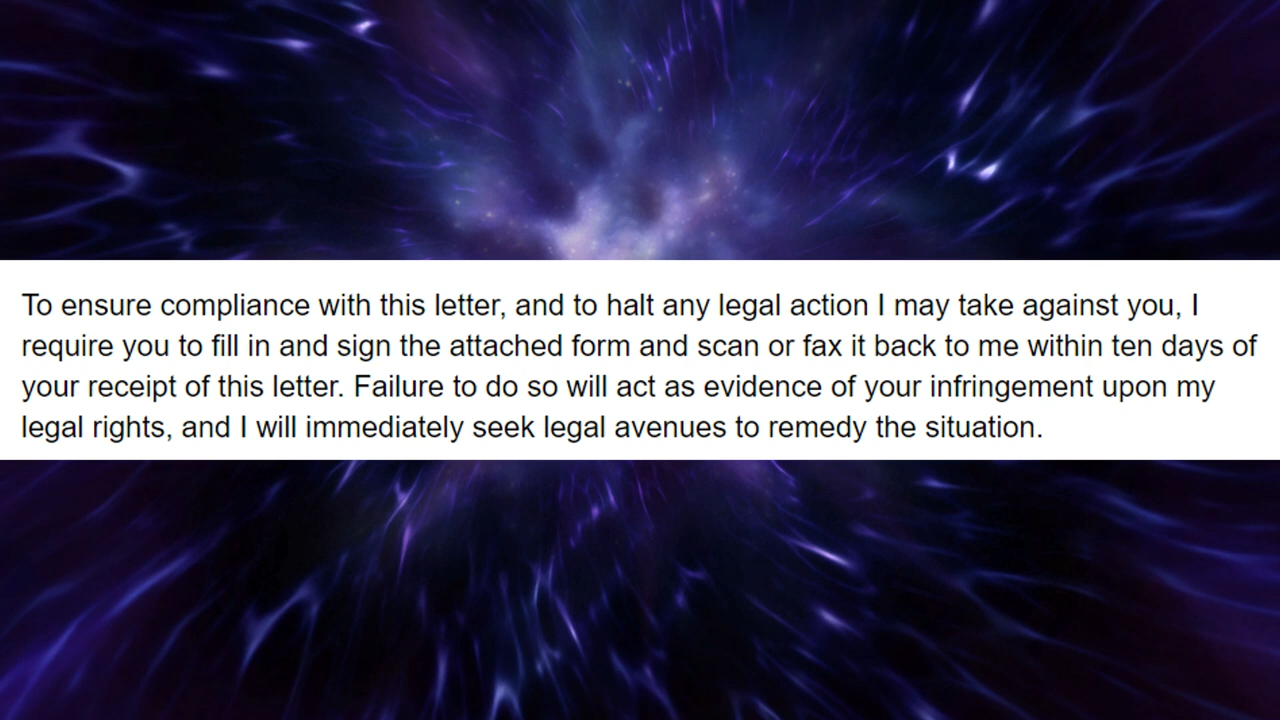 To ensure compliance with this letter, and to halt any legal action I may take against you, I
require you to fill in and sign the attached form and scan or fax it back to me within ten days of
your receipt of this letter. Failure to do so will act as evidence of your infringement upon my
legal rights, and I will immediately seek legal avenues to remedy the situation.